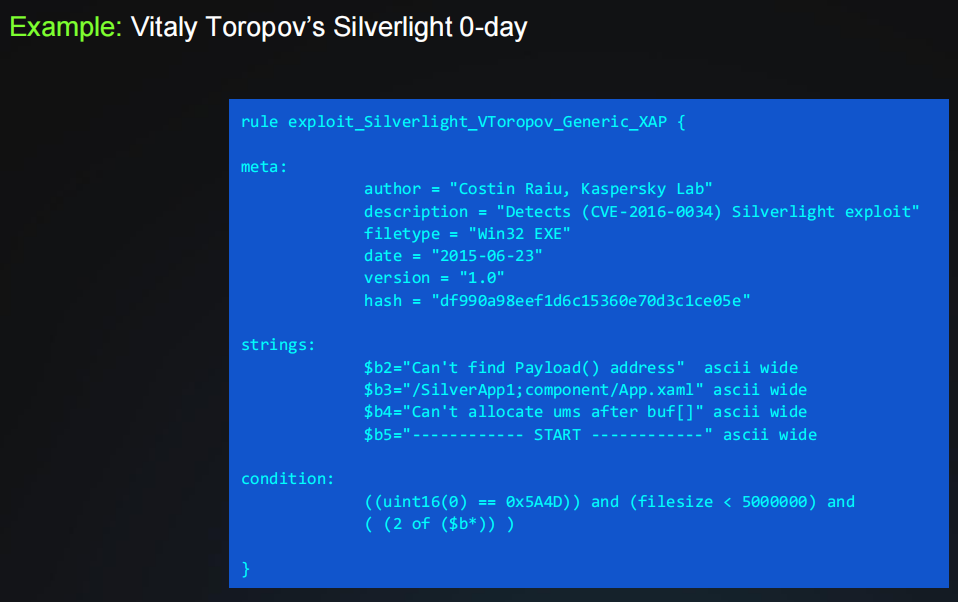 Example: Vitaly Toropov’s Silverlight 0-day
rule exploit_Silverlight_VToropov_Generic_XAP {
meta:
author = "Costin Raiu, Kaspersky Lab"
description = "Detects (CVE-2016-0034) Silverlight exploit"
filetype = "Win32 EXE"
date = "2015-06-23"
version = "1.0"
hash = "df990a98eef1d6c15360e70d3c1ce05e"
strings:
$b2="Can't find Payload() address"  ascii wide
$b3="/SilverApp1;component/App.xaml" ascii wide
$b4="Can't allocate ums after buf[]" ascii wide
$b5="------------ START ------------" ascii wide
condition:
((uint16(0) == 0x5A4D)) and (filesize < 5000000) and
( (2 of ($b*)) )
}